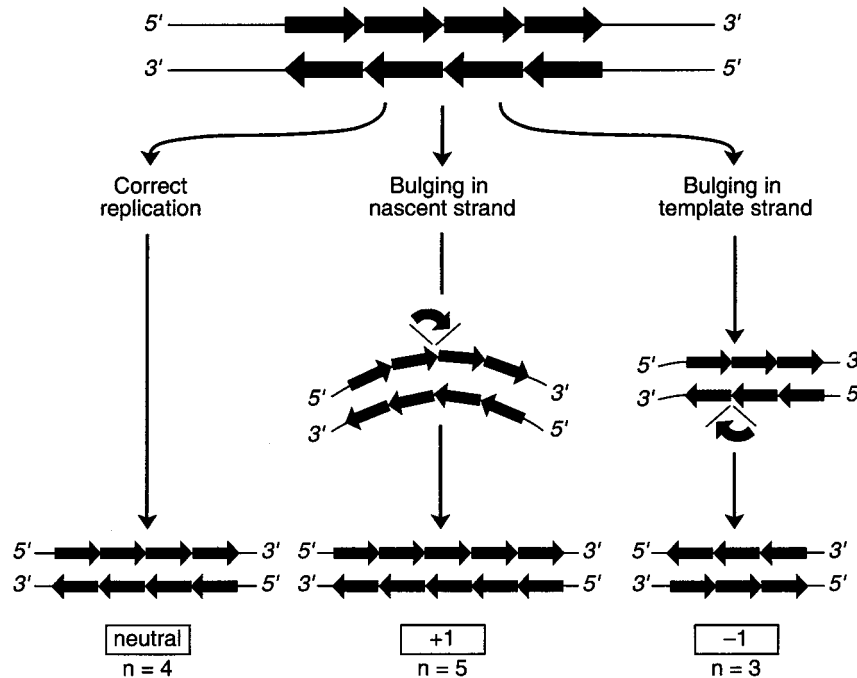 5' 3'
3' 5'
Correct
replication
Bulging in
nascent strand
Bulging in
template strand
5' 3'
3' 5'
5' 3
3' 5
5' 3'
3' 5'
neutral
n = 4
5' 3'
3' 5'
+1
n = 5
5' 3'
3' 5'
−1
n = 3